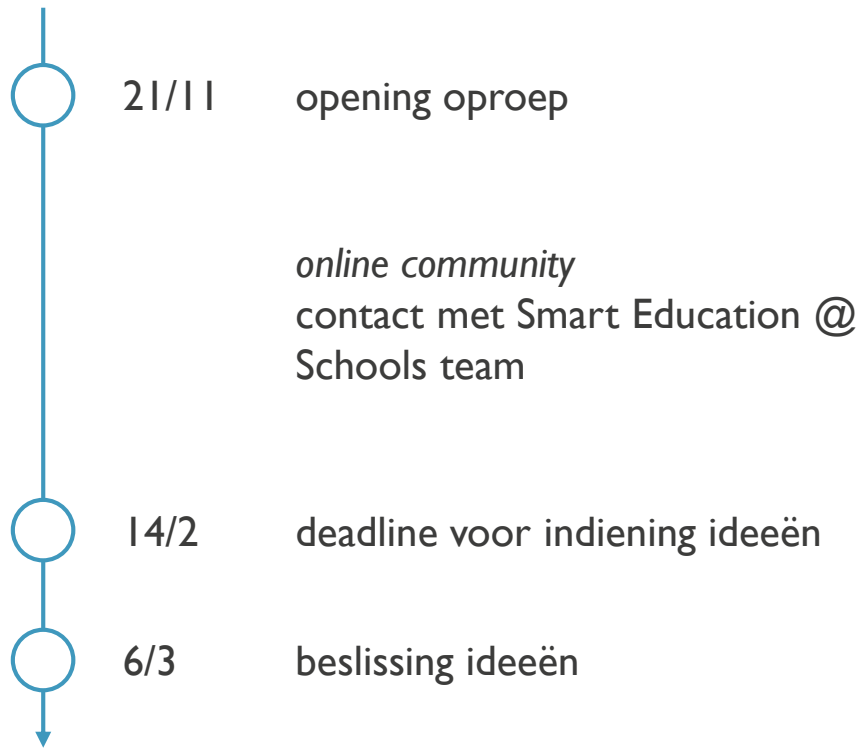 21/11 opening oproep
online community
contact met Smart Education @
Schools team
14/2 deadline voor indiening ideeën
6/3 beslissing ideeën